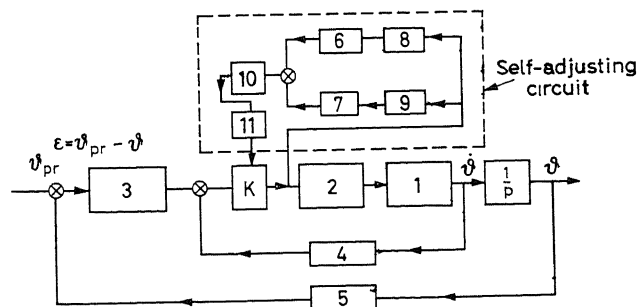 6
8
10
7
9
Self-adjusting
circuit
11
ε=ϑpr - ϑ
ϑpr
3
K
2
1
ϑ̇
1/p
ϑ
4
5